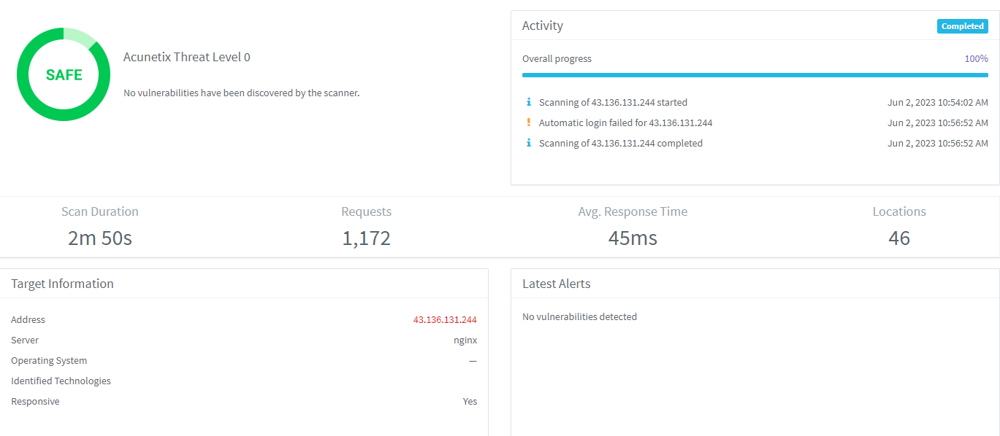 SAFE
Acunetix Threat Level 0
No vulnerabilities have been discovered by the scanner.
Activity
Completed
Overall progress
100%
Scanning of 43.136.131.244 started
Jun 2, 2023 10:54:02 AM
Automatic login failed for 43.136.131.244
Jun 2, 2023 10:56:52 AM
Scanning of 43.136.131.244 completed
Jun 2, 2023 10:56:52 AM
Scan Duration
2m 50s
Requests
1,172
Avg. Response Time
45ms
Locations
46
Target Information
Address
43.136.131.244
Server
nginx
Operating System
—
Identified Technologies
Responsive
Yes
Latest Alerts
No vulnerabilities detected